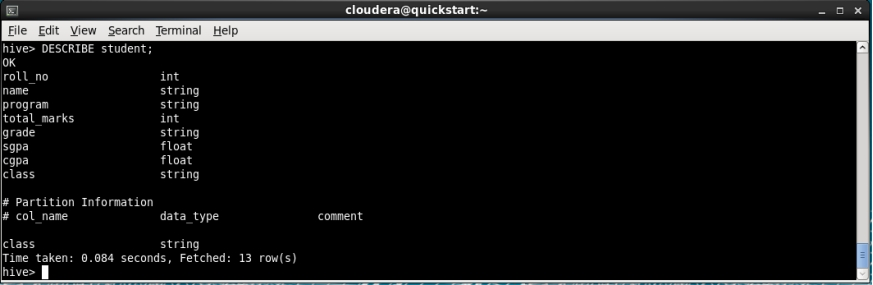 cloudera@quickstart:~
File Edit View Search Terminal Help
hive> DESCRIBE student;
OK
roll_no int
name string
program string
total_marks int
grade string
sgpa float
cgpa float
class string
# Partition Information
# col_name data_type comment
class string
Time taken: 0.084 seconds, Fetched: 13 row(s)
hive>